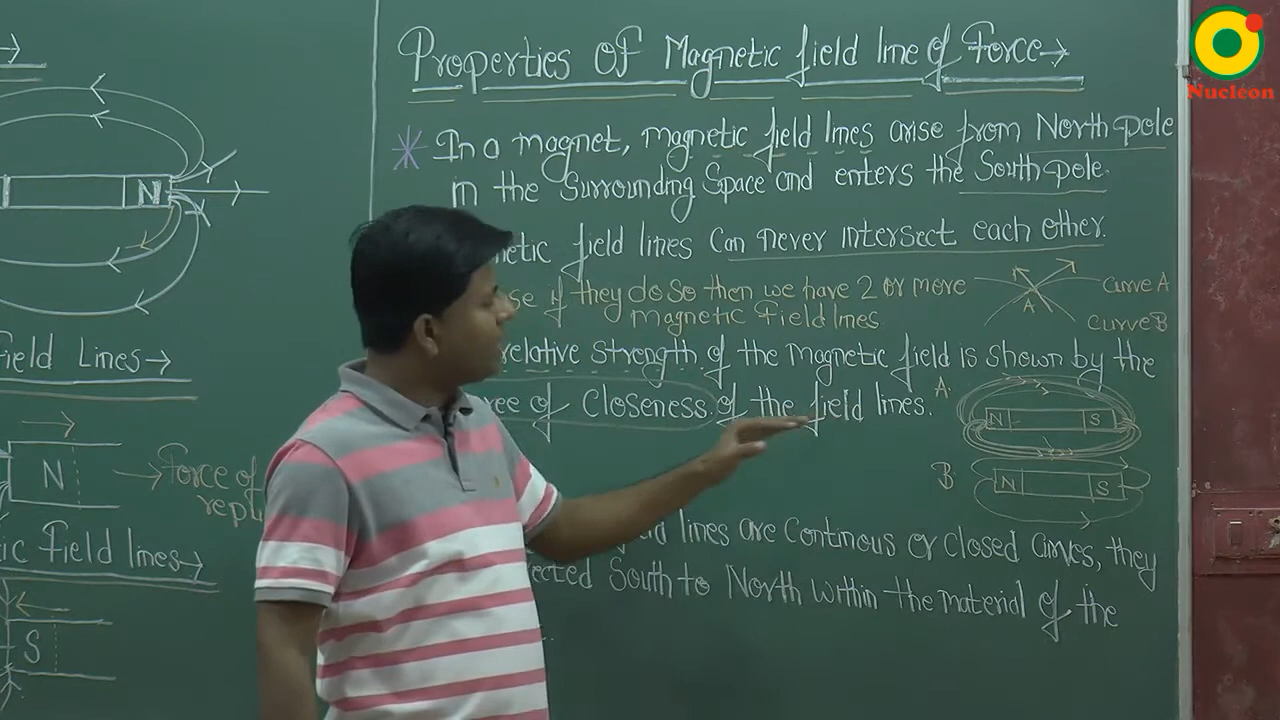 Properties Of Magnetic field line of Force→
In a magnet, magnetic field lines arise from North pole
in the Surrounding Space and enters the South pole.
netic field lines Can never intersect each other.
se if they do So then we have 2 or more
Magnetic Field lines
Curve A
A
Curve B
relative strength of the Magnetic field is shown by the
ree of Closeness of the field lines.
A
N S
B
N S
lines are Continous or Closed Curves, they
ected South to North within the material of the
N
Field Lines→
N
→Force of
repl
ic Field lines→
S
Nucleon